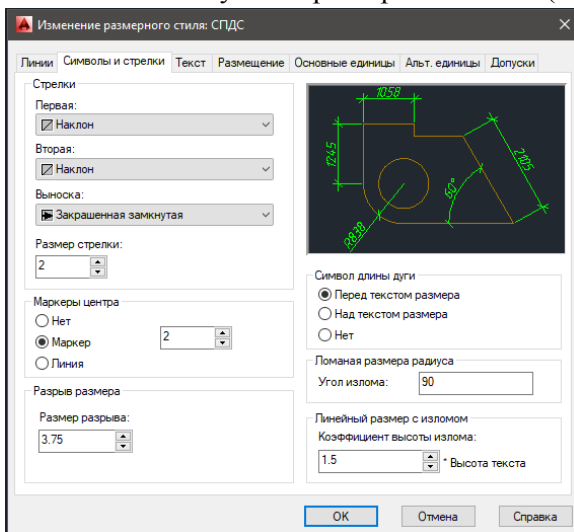 Изменение размерного стиля: СПДС
Линии Символы и стрелки Текст Размещение Основные единицы Альт. единицы Допуски
Стрелки
Первая:
Наклон
Вторая:
Наклон
Выноска:
Закрашенная замкнутая
Размер стрелки:
2
Маркеры центра
Нет
Маркер
2
Линия
Разрыв размера
Размер разрыва:
3.75
1058
1245
2105
60°
R838
Символ длины дуги
Перед текстом размера
Над текстом размера
Нет
Ломаная размера радиуса
Угол излома: 90
Линейный размер с изломом
Коэффициент высоты излома:
1.5 * Высота текста
OK Отмена Справка